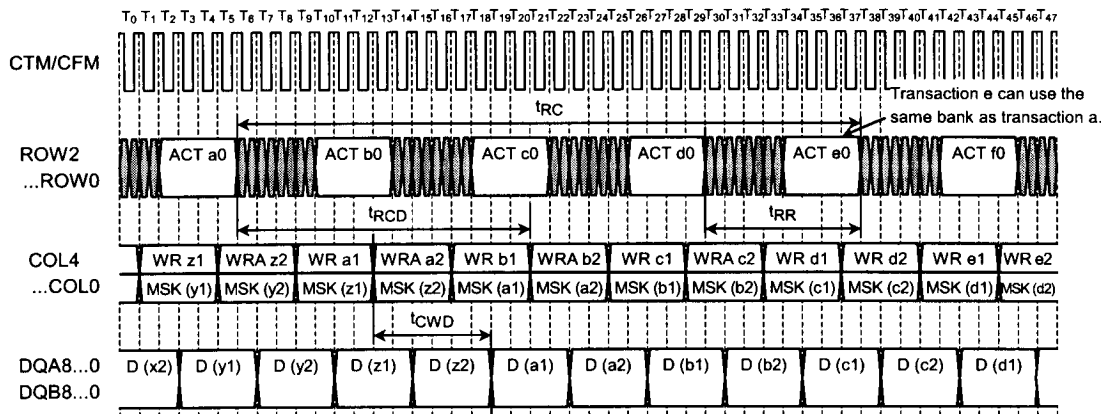 T0 T1 T2 T3 T4 T5 T6 T7 T8 T9 T10 T11 T12 T13 T14 T15 T16 T17 T18 T19 T20 T21 T22 T23 T24 T25 T26 T27 T28 T29 T30 T31 T32 T33 T34 T35 T36 T37 T38 T39 T40 T41 T42 T43 T44 T45 T46 T47
CTM/CFM
tRC
Transaction e can use the
same bank as transaction a.
ROW2
...ROW0
ACT a0 ACT b0 ACT c0 ACT d0 ACT e0 ACT f0
tRCD tRR
COL4
...COL0
WR z1 WRA z2 WR a1 WRA a2 WR b1 WRA b2 WR c1 WRA c2 WR d1 WR d2 WR e1 WR e2
MSK (y1) MSK (y2) MSK (z1) MSK (z2) MSK (a1) MSK (a2) MSK (b1) MSK (b2) MSK (c1) MSK (c2) MSK (d1) MSK (d2)
tCWD
DQA8...0
DQB8...0
D (x2) D (y1) D (y2) D (z1) D (z2) D (a1) D (a2) D (b1) D (b2) D (c1) D (c2) D (d1)